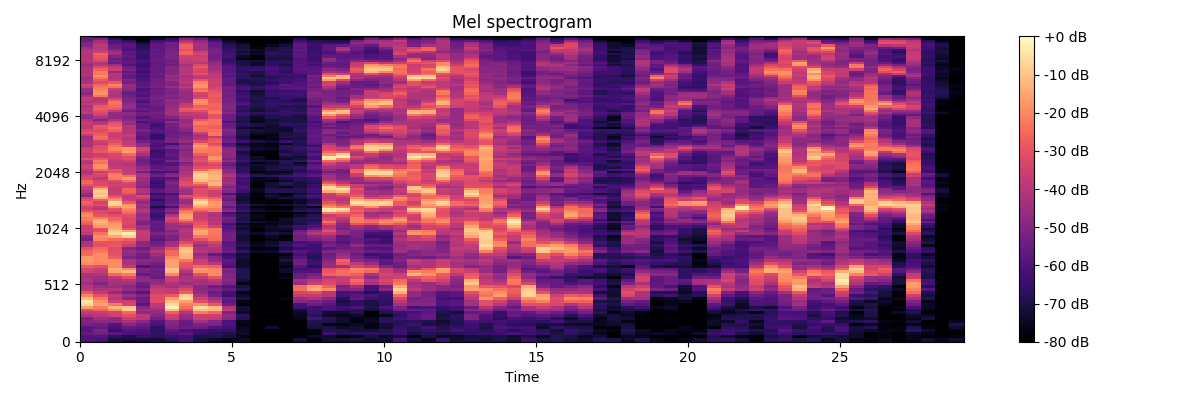 Mel spectrogram
8192
4096
2048
1024
512
0
Hz
0 5 10 15 20 25
Time
+0 dB
-10 dB
-20 dB
-30 dB
-40 dB
-50 dB
-60 dB
-70 dB
-80 dB